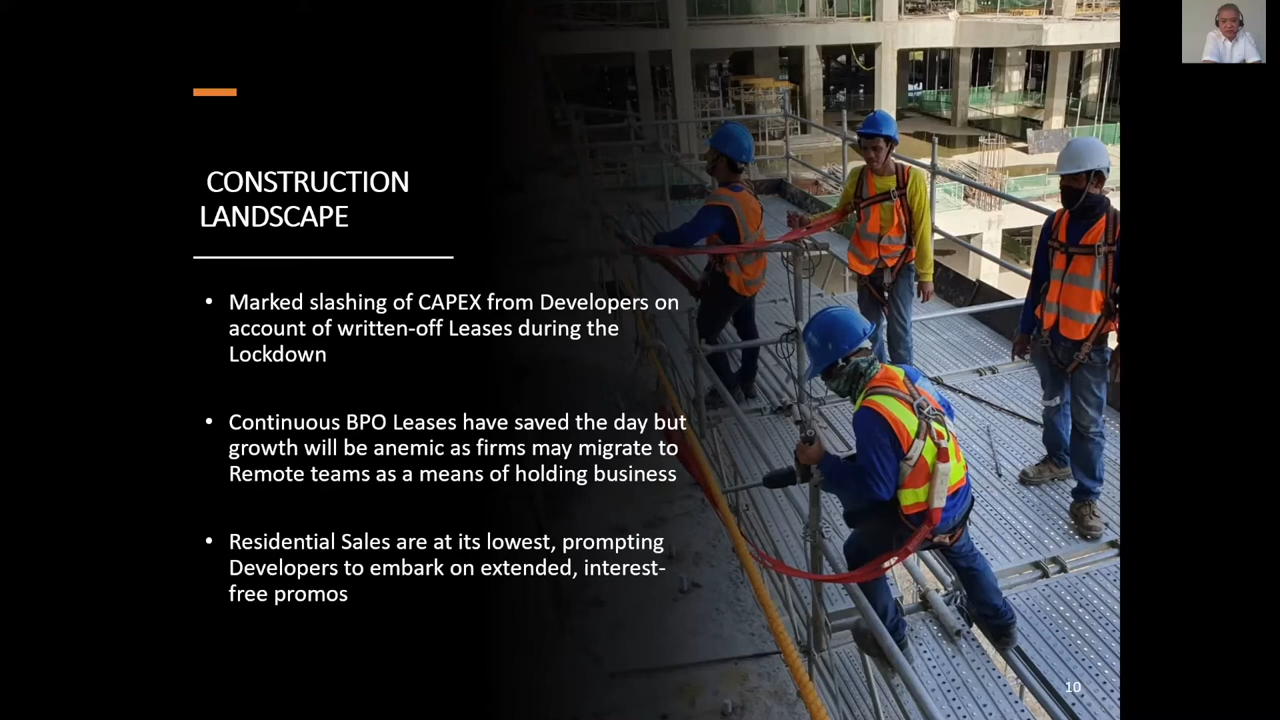 CONSTRUCTION
LANDSCAPE
• Marked slashing of CAPEX from Developers on
account of written-off Leases during the
Lockdown
• Continuous BPO Leases have saved the day but
growth will be anemic as firms may migrate to
Remote teams as a means of holding business
• Residential Sales are at its lowest, prompting
Developers to embark on extended, interest-
free promos
10